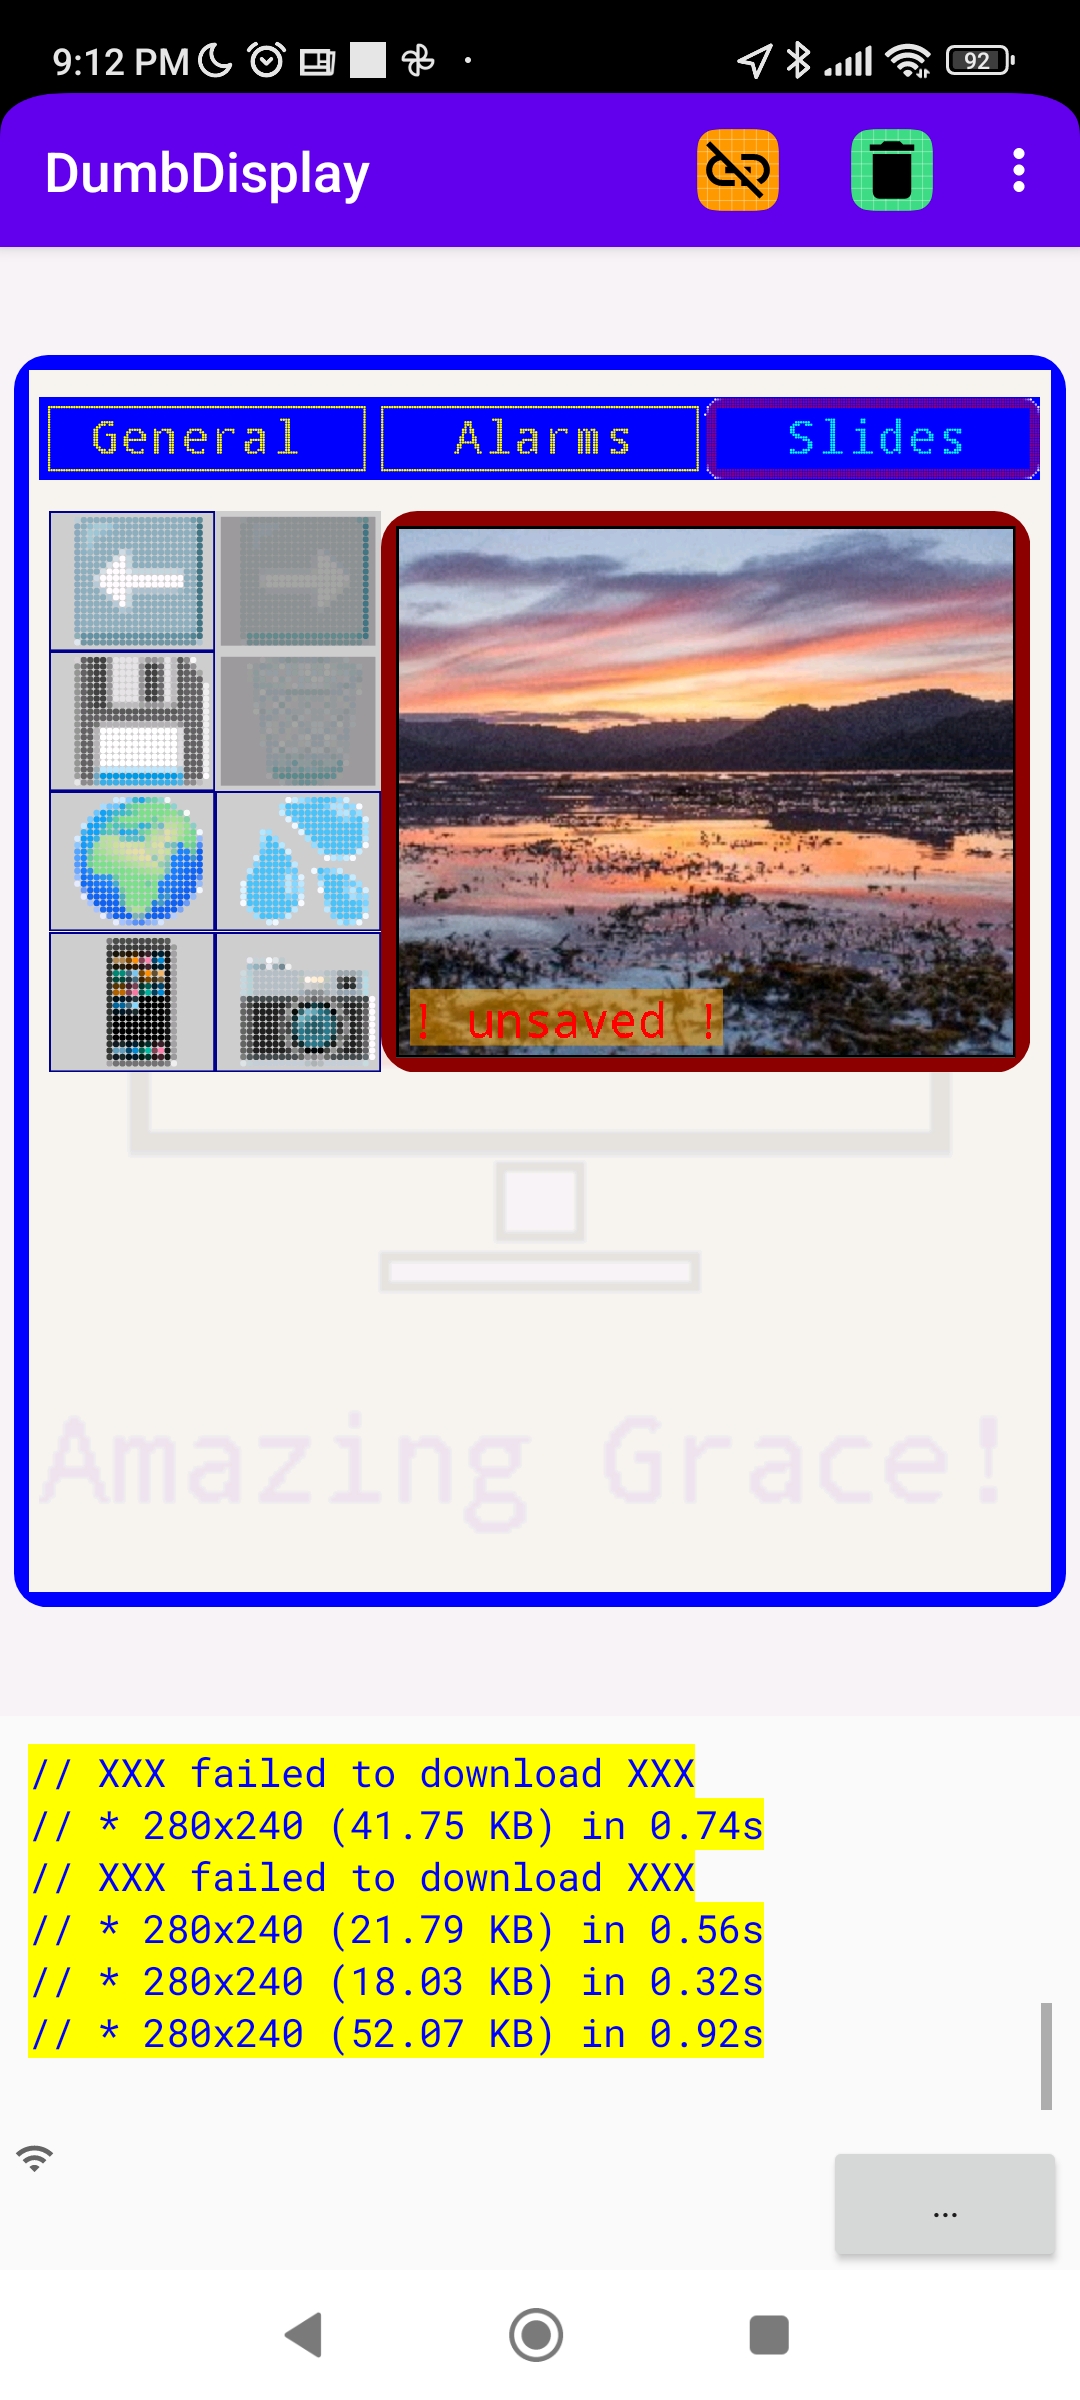 9:12 PM
92
DumbDisplay
General Alarms Slides
! unsaved !
Amazing Grace!
// XXX failed to download XXX
// * 280x240 (41.75 KB) in 0.74s
// XXX failed to download XXX
// * 280x240 (21.79 KB) in 0.56s
// * 280x240 (18.03 KB) in 0.32s
// * 280x240 (52.07 KB) in 0.92s
...